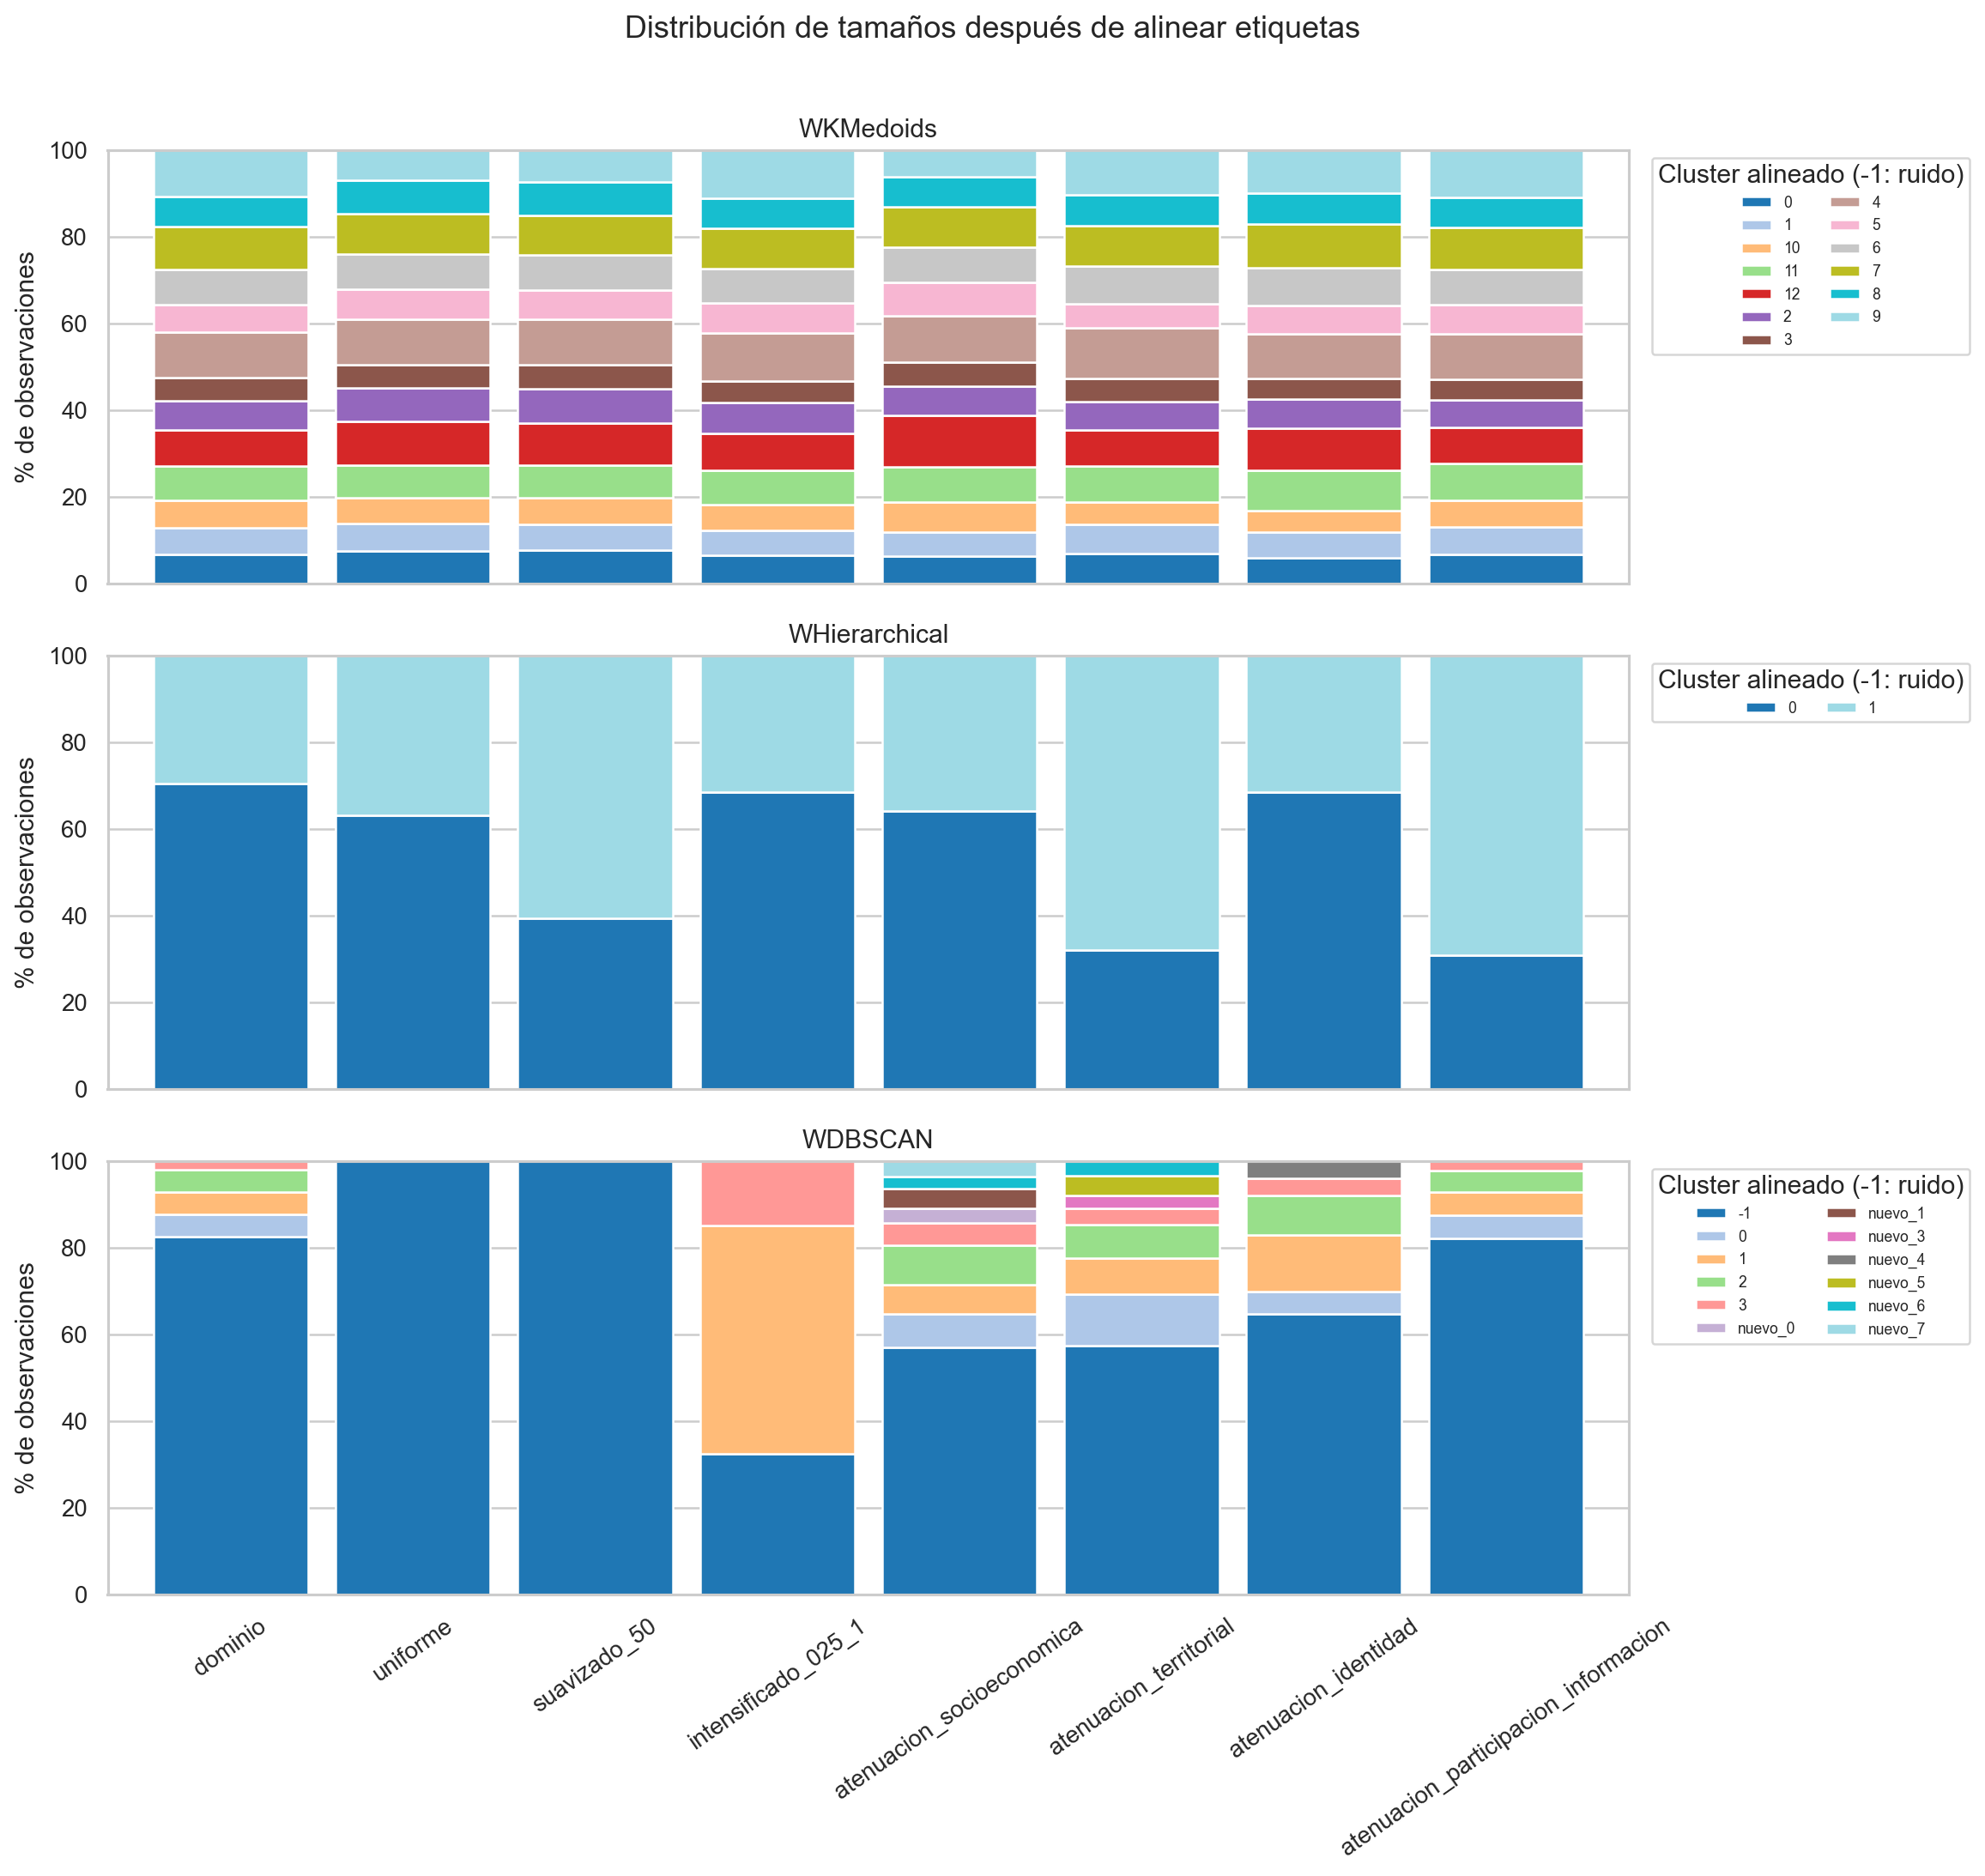 Distribución de tamaños después de alinear etiquetas
WKMedoids
% de observaciones
100
80
60
40
20
0
Cluster alineado (-1: ruido)
0
1
10
11
12
2
3
4
5
6
7
8
9
WHierarchical
% de observaciones
100
80
60
40
20
0
Cluster alineado (-1: ruido)
0
1
WDBSCAN
% de observaciones
100
80
60
40
20
0
Cluster alineado (-1: ruido)
-1
0
1
2
3
nuevo_0
nuevo_1
nuevo_3
nuevo_4
nuevo_5
nuevo_6
nuevo_7
dominio
uniforme
suavizado_50
intensificado_025_1
atenuacion_socioeconomica
atenuacion_territorial
atenuacion_identidad
atenuacion_participacion_informacion